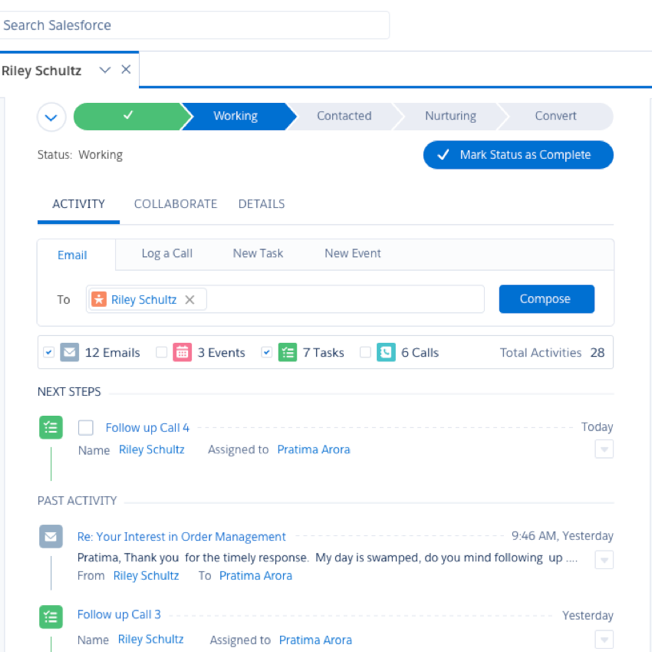 Search Salesforce
Riley Schultz
Working Contacted Nurturing Convert
Status: Working Mark Status as Complete
ACTIVITY COLLABORATE DETAILS
Email Log a Call New Task New Event
To Riley Schultz Compose
12 Emails 3 Events 7 Tasks 6 Calls Total Activities 28
NEXT STEPS
Follow up Call 4 Today
Name Riley Schultz Assigned to Pratima Arora
PAST ACTIVITY
Re: Your Interest in Order Management 9:46 AM, Yesterday
Pratima, Thank you for the timely response. My day is swamped, do you mind following up ....
From Riley Schultz To Pratima Arora
Follow up Call 3 Yesterday
Name Riley Schultz Assigned to Pratima Arora